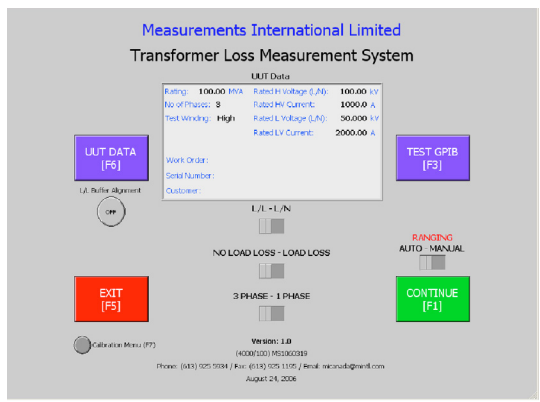 Measurements International Limited
Transformer Loss Measurement System
UUT Data
Rating: 100.00 MVA Rated H Voltage (L/N): 100.00 kV
No of Phases: 3 Rated HV Current: 1000.0 A
Test Winding: High Rated L Voltage (L/N): 50.000 kV
Rated LV Current: 2000.00 A
Work Order:
Serial Number:
Customer:
UUT DATA
[F6]
TEST GPIB
[F3]
L/L Buffer Alignment
OFF
L/L - L/N
RANGING
AUTO - MANUAL
NO LOAD LOSS - LOAD LOSS
EXIT
[F5]
3 PHASE - 1 PHASE
CONTINUE
[F1]
Calibration Menu (F7)
Version: 1.0
(4000/100) MS1060319
Phone: (613) 925 5934 / Fax: (613) 925 1195 / Email: micanada@mintl.com
August 24, 2006